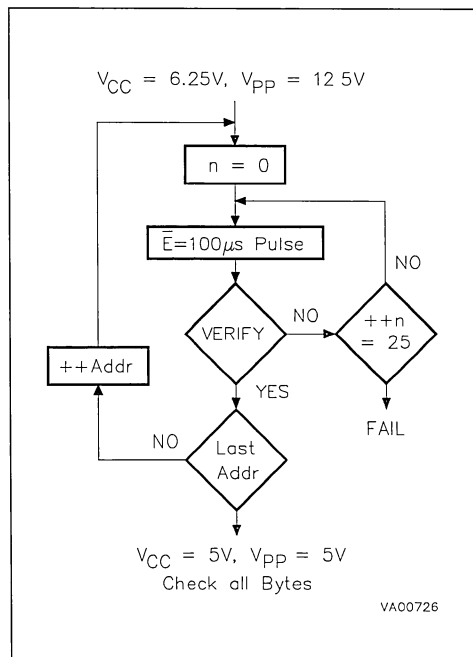 V_CC = 6.25V, V_PP = 12 5V
n = 0
E̅=100μs Pulse
NO
VERIFY
NO
++n
= 25
++Addr
YES
FAIL
NO
Last
Addr
V_CC = 5V, V_PP = 5V
Check all Bytes
VA00726